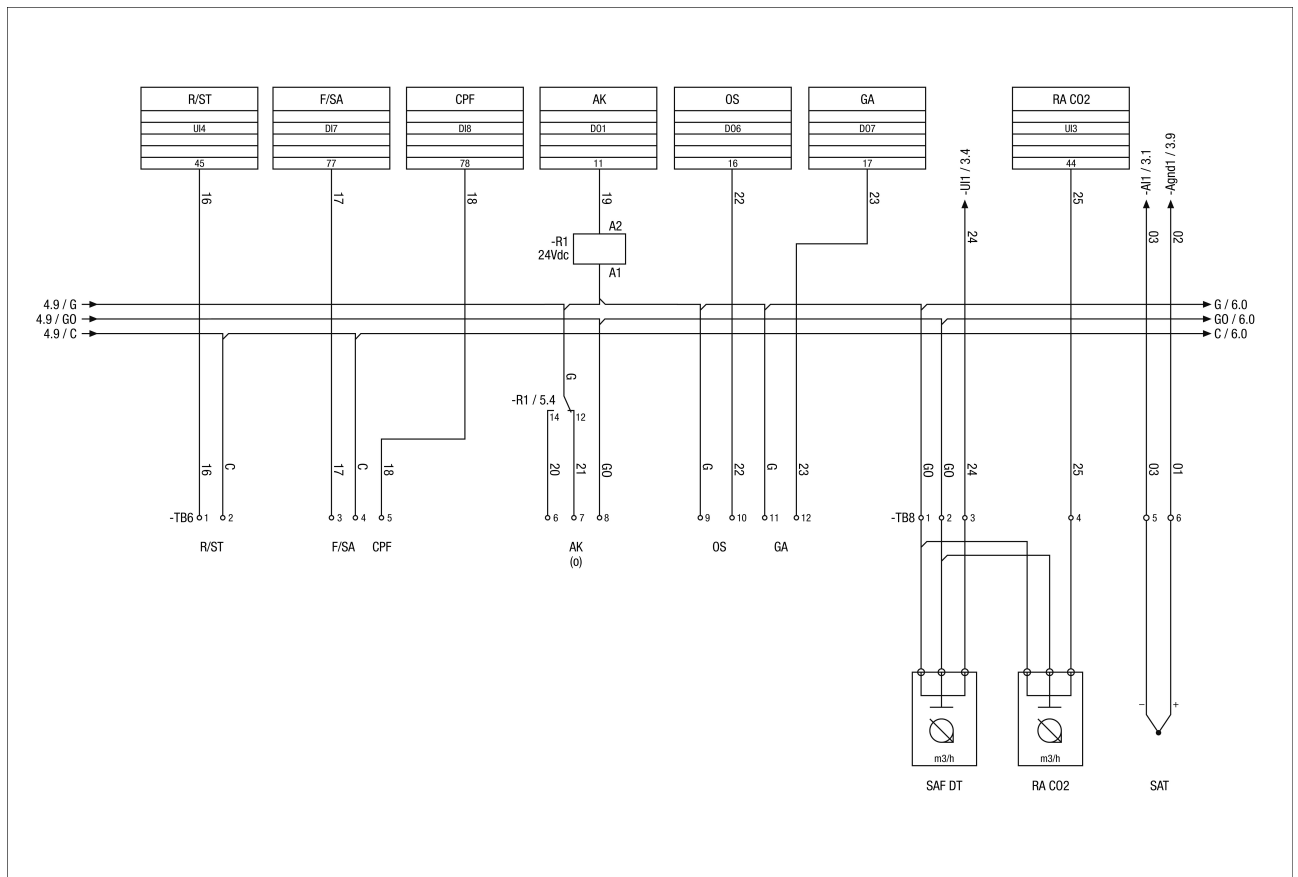 R/ST F/SA CPF AK OS GA RA CO2
UI4 DI7 DI8 DO1 DO6 DO7 UI3
45 77 78 11 16 17 44
-UI1 / 3.4
-AI1 / 3.1
-Agnd1 / 3.9
16 17 18 19 22 23 24 25 03 02
A2
-R1
24Vdc
A1
4.9 / G G / 6.0
4.9 / GO GO / 6.0
4.9 / C C / 6.0
G
-R1 / 5.4
14 12
16 C 17 C 18 20 21 GO G 22 G 23 GO GO 24 25 03 01
-TB6 1 2 3 4 5 6 7 8 9 10 11 12 -TB8 1 2 3 4 5 6
R/ST F/SA CPF AK OS GA
(o)
− +
m3/h m3/h
SAF DT RA CO2 SAT